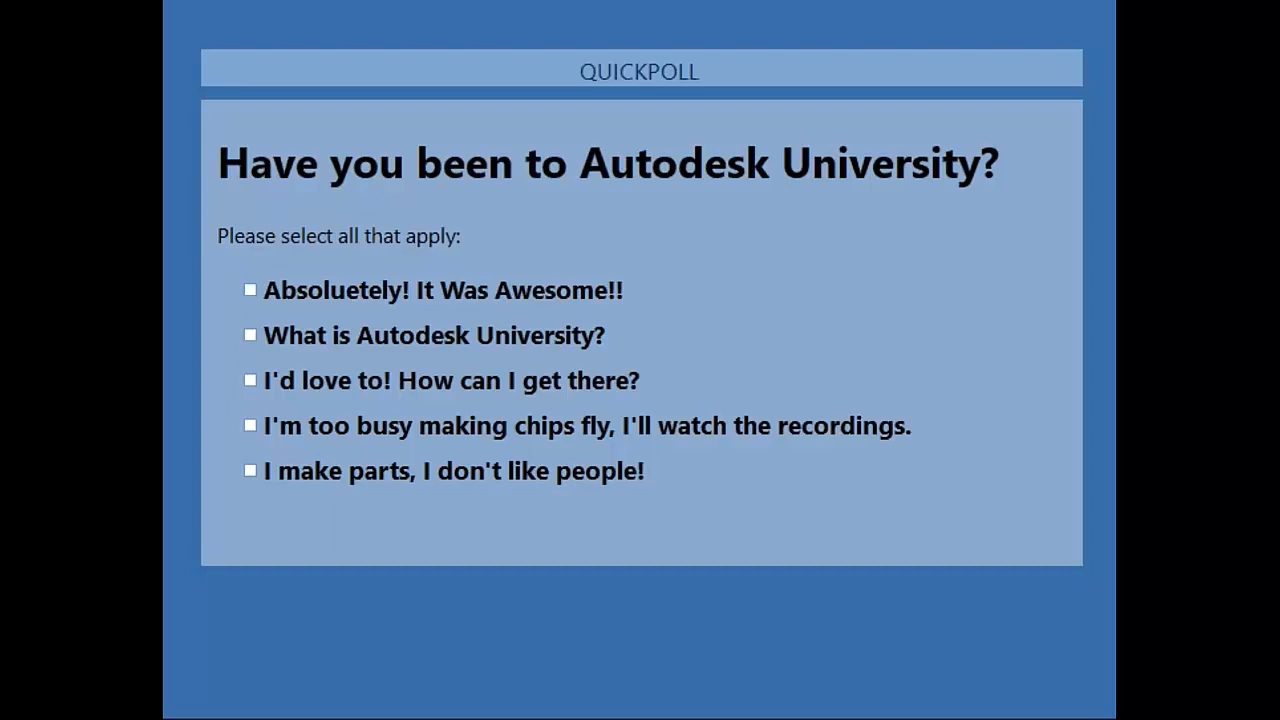 QUICKPOLL
Have you been to Autodesk University?
Please select all that apply:
Absoluetely! It Was Awesome!!
What is Autodesk University?
I'd love to! How can I get there?
I'm too busy making chips fly, I'll watch the recordings.
I make parts, I don't like people!